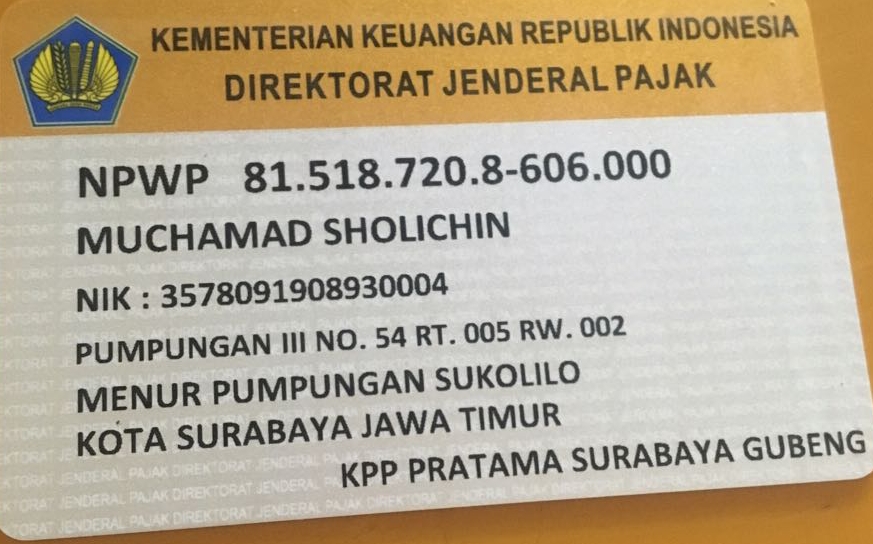 KEMENTERIAN KEUANGAN REPUBLIK INDONESIA
DIREKTORAT JENDERAL PAJAK
NPWP 81.518.720.8-606.000
MUCHAMAD SHOLICHIN
NIK : 3578091908930004
PUMPUNGAN III NO. 54 RT. 005 RW. 002
MENUR PUMPUNGAN SUKOLILO
KOTA SURABAYA JAWA TIMUR
KPP PRATAMA SURABAYA GUBENG